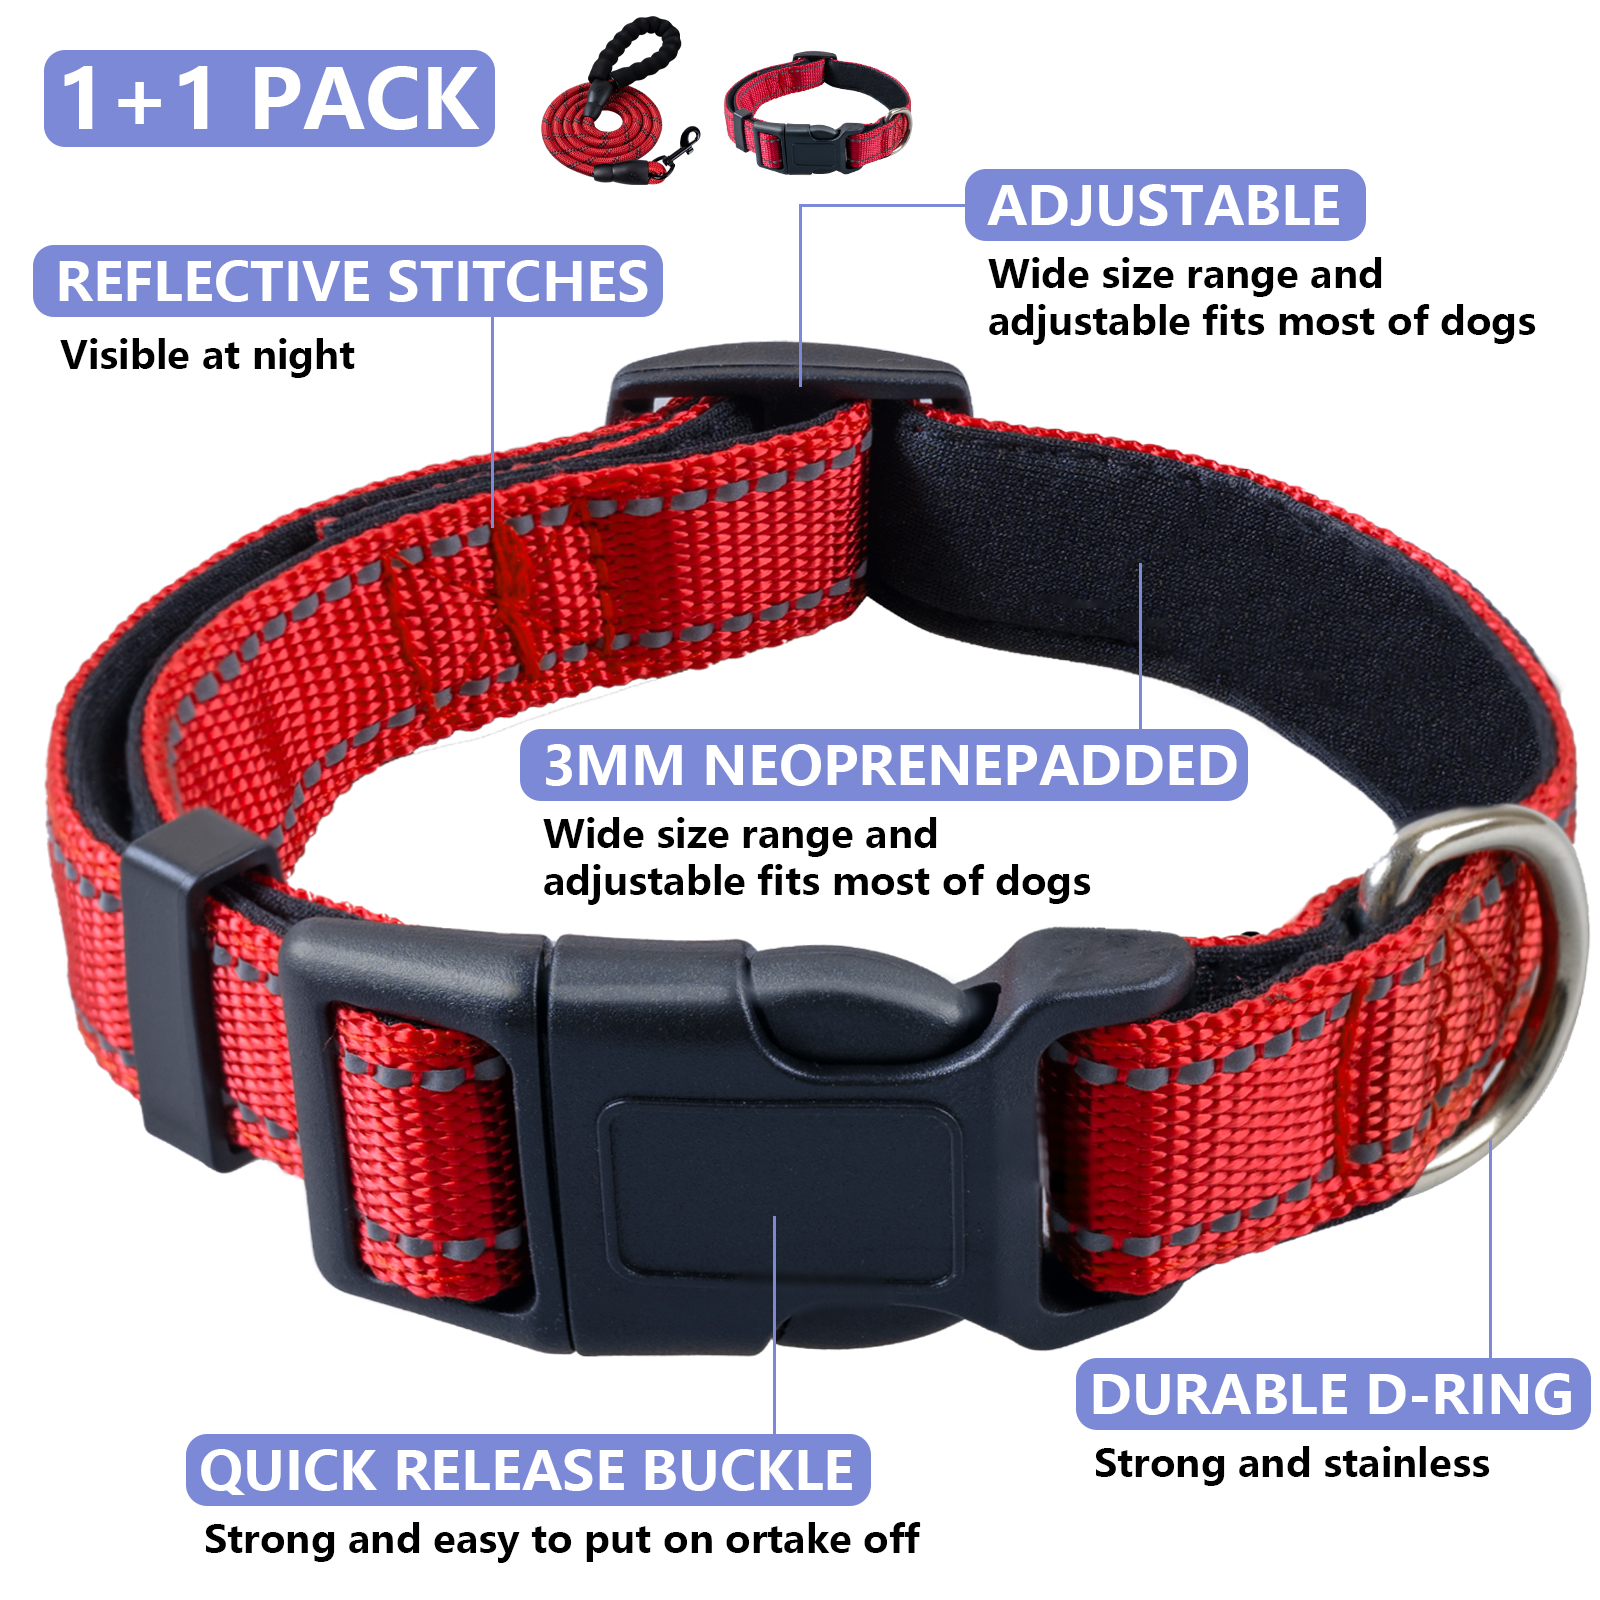 1+1 PACK
ADJUSTABLE
Wide size range and
adjustable fits most of dogs
REFLECTIVE STITCHES
Visible at night
3MM NEOPRENEPADDED
Wide size range and
adjustable fits most of dogs
DURABLE D-RING
Strong and stainless
QUICK RELEASE BUCKLE
Strong and easy to put on ortake off